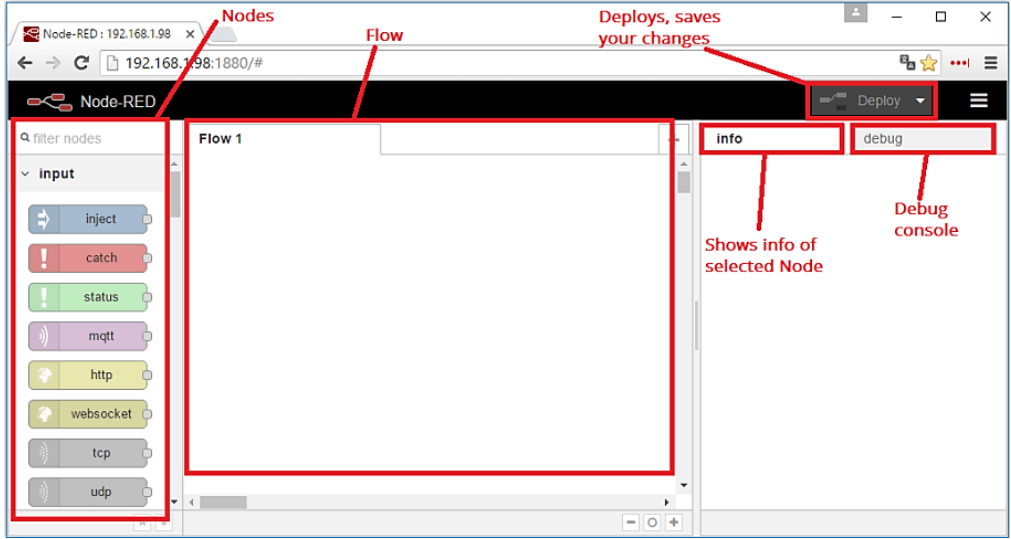 Nodes
Flow
Deploys, saves
your changes
Node-RED : 192.168.1.98
192.168.1.98:1880/#
Node-RED
Deploy
filter nodes
Flow 1
info
debug
input
inject
catch
status
mqtt
http
websocket
tcp
udp
Debug
console
Shows info of
selected Node